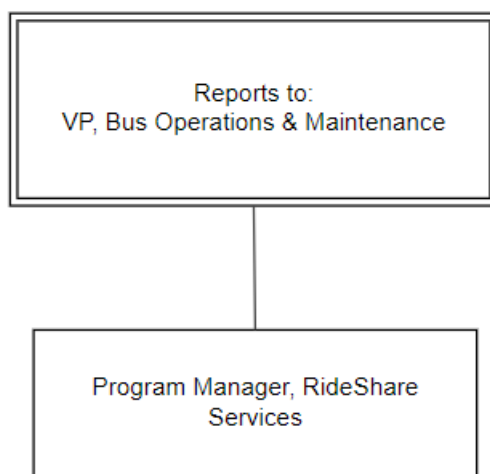 Reports to:
VP, Bus Operations & Maintenance
Program Manager, RideShare
Services